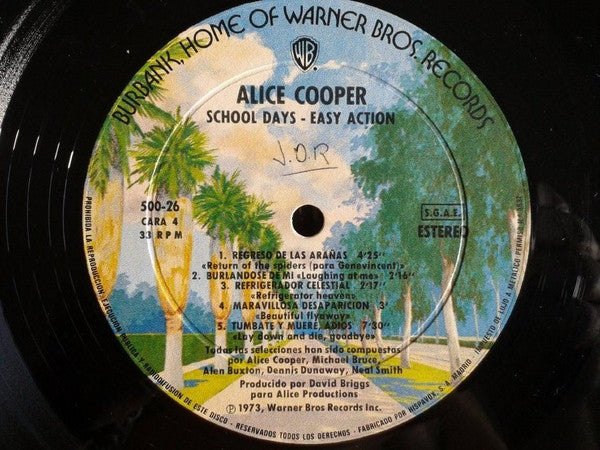 BURBANK, HOME OF WARNER BROS. RECORDS
WB
ALICE COOPER
SCHOOL DAYS - EASY ACTION
J.O.R
500-26
CARA 4
33 RPM
S.G.A.E.
ESTEREO
1. REGRESO DE LAS ARAÑAS 4'25"
«Return of the spiders (para Genevincent)»
2. BURLANDOSE DE MI «Laughing at me» 2'16"
3. REFRIGERADOR CELESTIAL 2'17"
«Refrigerator heaven»
4. MARAVILLOSA DESAPARICION 3'
«Beautiful flyaway»
5. TUMBATE Y MUERE, ADIOS 7'30"
«Lay down and die, goodbye»
Todas las selecciones han sido compuestas
por Alice Cooper, Michael Bruce,
Alen Buxton, Dennis Dunaway, Neal Smith
Producido por David Briggs
para Alice Productions
Ⓟ 1973, Warner Bros Records Inc.
PROHIBIDA LA REPRODUCCION, EJECUCION PUBLICA Y RADIODIFUSION DE ESTE DISCO - RESERVADOS TODOS LOS DERECHOS - FABRICADO POR HISPAVOX, S. A. MADRID